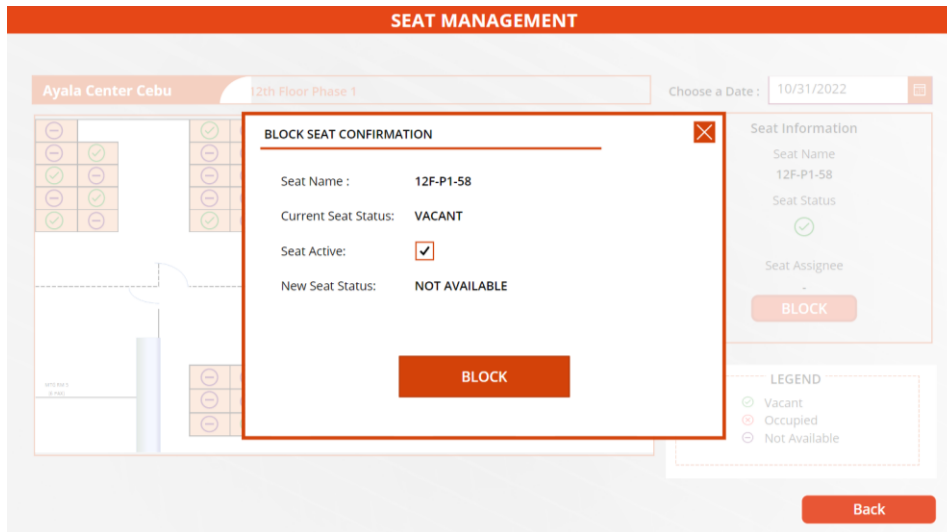 SEAT MANAGEMENT
Ayala Center Cebu
12th Floor Phase 1
Choose a Date :
10/31/2022
BLOCK SEAT CONFIRMATION
Seat Name :
12F-P1-58
Current Seat Status:
VACANT
Seat Active:
New Seat Status:
NOT AVAILABLE
BLOCK
Seat Information
Seat Name
12F-P1-58
Seat Status
Seat Assignee
-
BLOCK
LEGEND
Vacant
Occupied
Not Available
Back